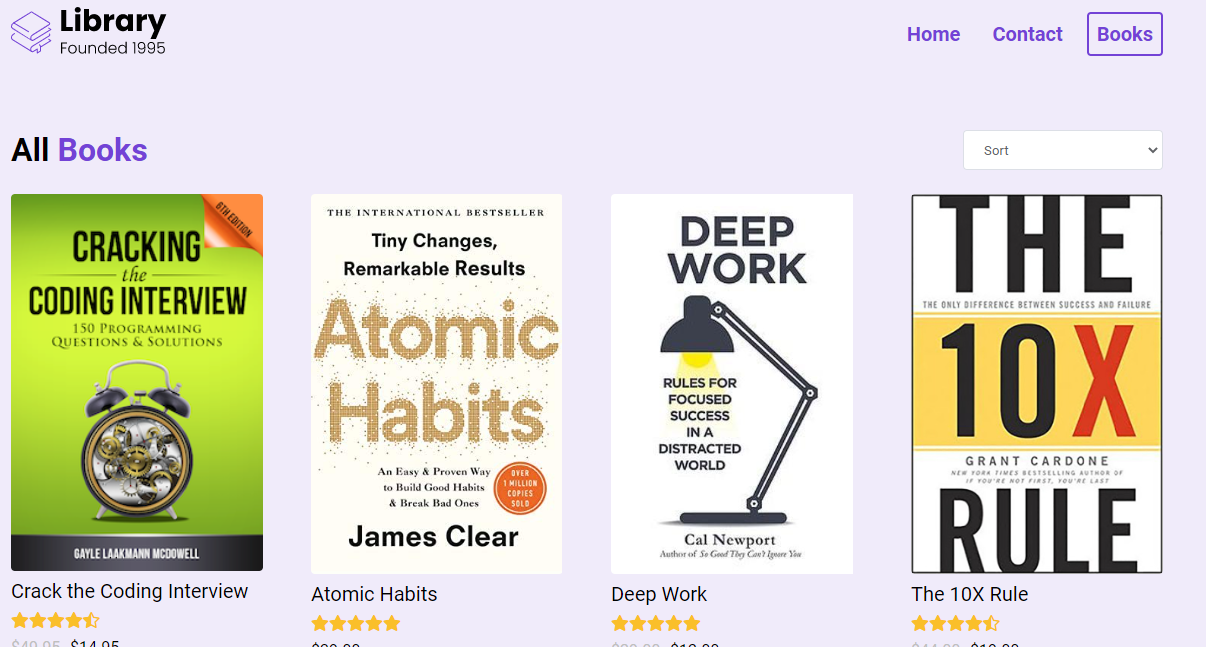 Library
Founded 1995
Home
Contact
Books
All Books
Sort
6TH EDITION
CRACKING
the
CODING INTERVIEW
150 PROGRAMMING
QUESTIONS & SOLUTIONS
GAYLE LAAKMANN MCDOWELL
Crack the Coding Interview
$49.95 $14.95
THE INTERNATIONAL BESTSELLER
Tiny Changes,
Remarkable Results
Atomic
Habits
An Easy & Proven Way
to Build Good Habits
& Break Bad Ones
OVER
1 MILLION
COPIES
SOLD
James Clear
Atomic Habits
DEEP
WORK
RULES FOR
FOCUSED
SUCCESS
IN A
DISTRACTED
WORLD
Cal Newport
Author of So Good They Can't Ignore You
Deep Work
THE
THE ONLY DIFFERENCE BETWEEN SUCCESS AND FAILURE
10X
GRANT CARDONE
NEW YORK TIMES BESTSELLING AUTHOR OF
IF YOU'RE NOT FIRST, YOU'RE LAST
RULE
The 10X Rule